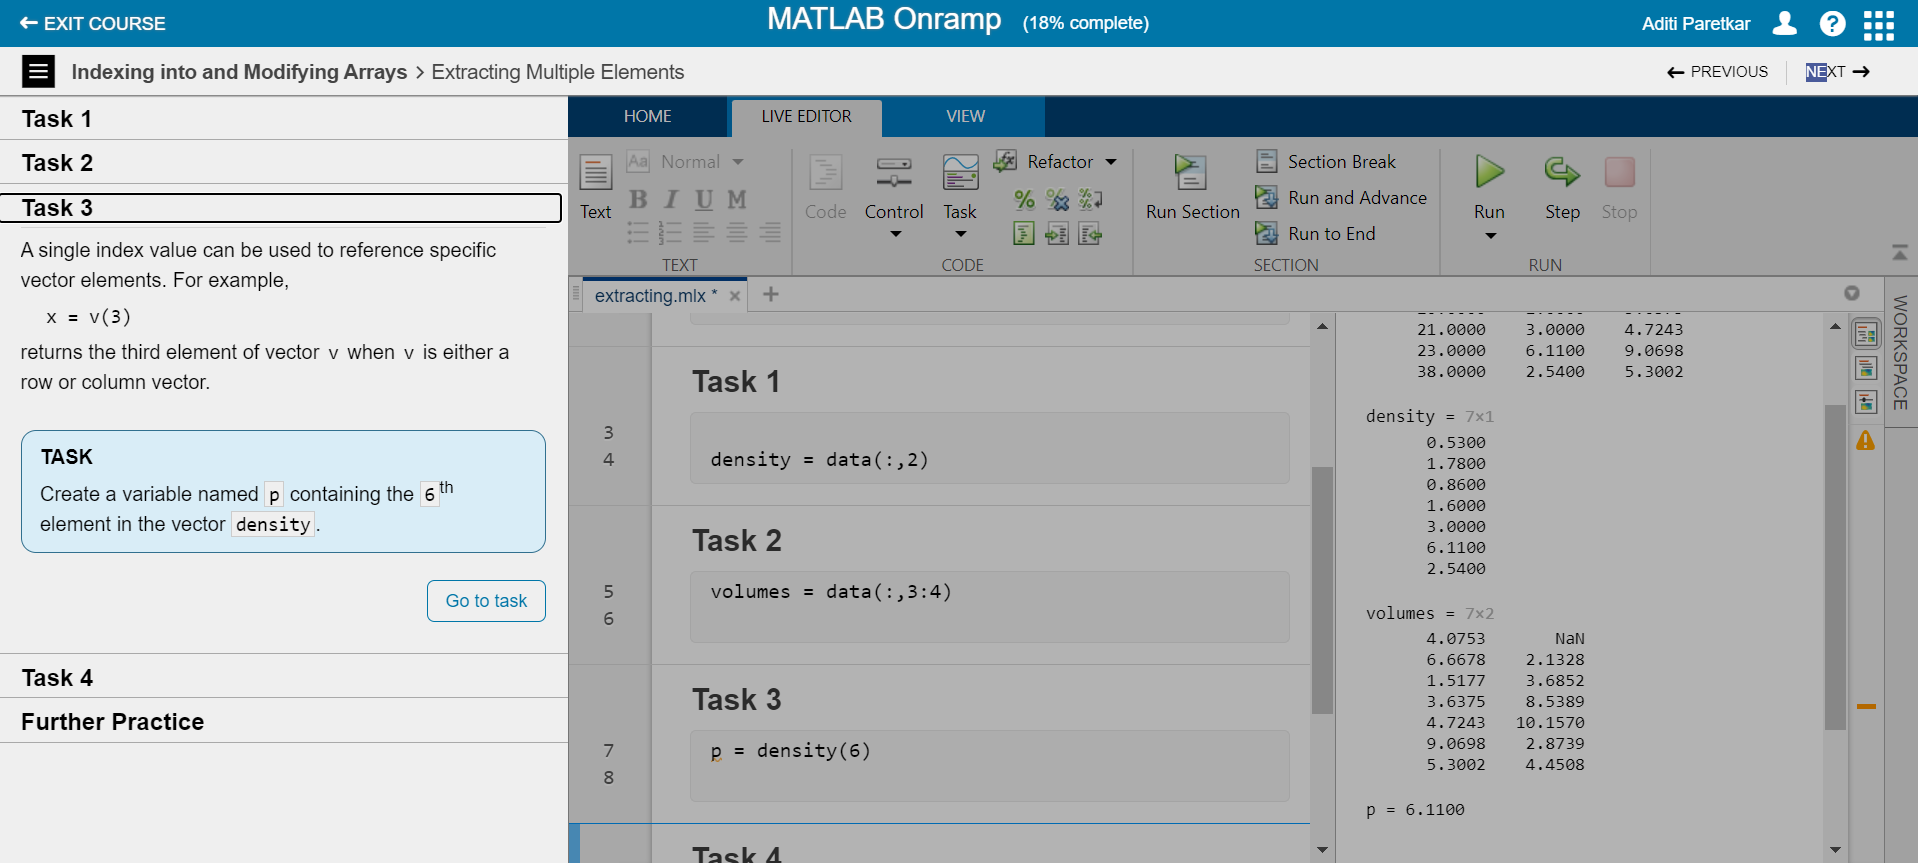 ← EXIT COURSE
MATLAB Onramp (18% complete)
Aditi Paretkar
?
Indexing into and Modifying Arrays > Extracting Multiple Elements
← PREVIOUS
NEXT →
Task 1
Task 2
Task 3
A single index value can be used to reference specific
vector elements. For example,
x = v(3)
returns the third element of vector v when v is either a
row or column vector.
TASK
Create a variable named p containing the 6th
element in the vector density.
Go to task
Task 4
Further Practice
HOME
LIVE EDITOR
VIEW
Text
Aa Normal
B I U M
TEXT
Code
Control
Task
Refactor
CODE
Run Section
Section Break
Run and Advance
Run to End
SECTION
Run
Step
Stop
RUN
extracting.mlx * × +
Task 1
3
4 density = data(:,2)
Task 2
5 volumes = data(:,3:4)
6
Task 3
7 p = density(6)
8
Task 4
21.0000 3.0000 4.7243
23.0000 6.1100 9.0698
38.0000 2.5400 5.3002
density = 7×1
0.5300
1.7800
0.8600
1.6000
3.0000
6.1100
2.5400
volumes = 7×2
4.0753 NaN
6.6678 2.1328
1.5177 3.6852
3.6375 8.5389
4.7243 10.1570
9.0698 2.8739
5.3002 4.4508
p = 6.1100
WORKSPACE